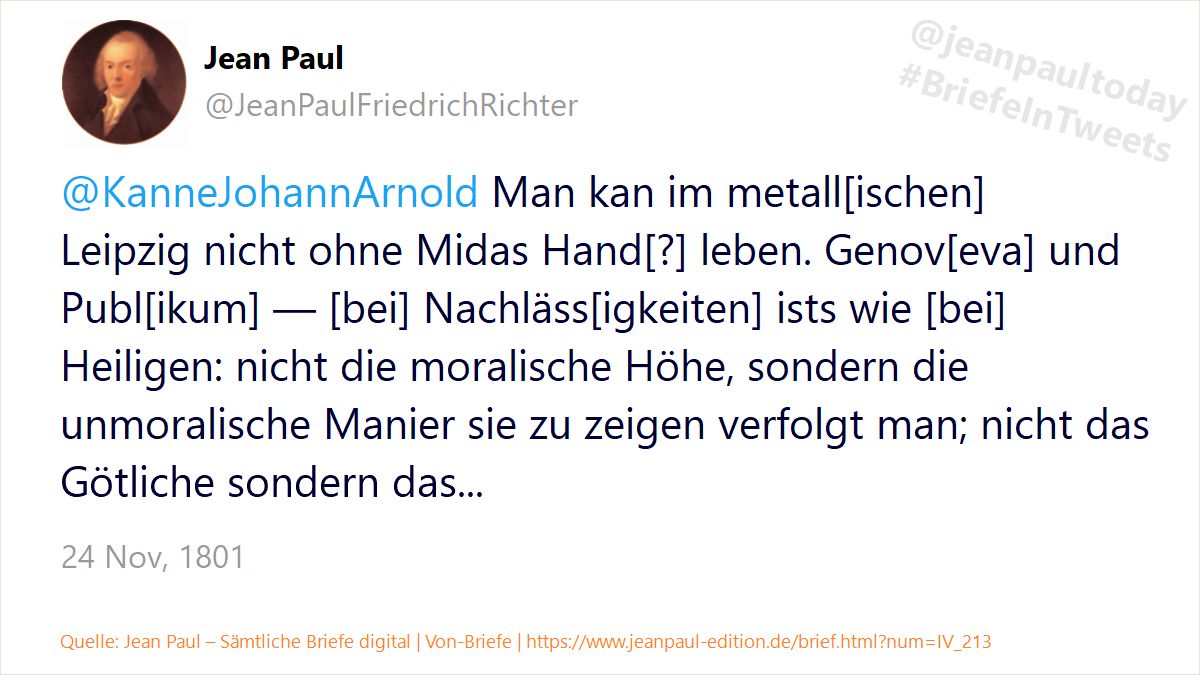 Jean Paul
@JeanPaulFriedrichRichter
@jeanpaultoday
#BriefeInTweets
@KanneJohannArnold Man kan im metall[ischen]
Leipzig nicht ohne Midas Hand[?] leben. Genov[eva] und
Publ[ikum] — [bei] Nachläss[igkeiten] ists wie [bei]
Heiligen: nicht die moralische Höhe, sondern die
unmoralische Manier sie zu zeigen verfolgt man; nicht das
Götliche sondern das...
24 Nov, 1801
Quelle: Jean Paul – Sämtliche Briefe digital | Von-Briefe | https://www.jeanpaul-edition.de/brief.html?num=IV_213